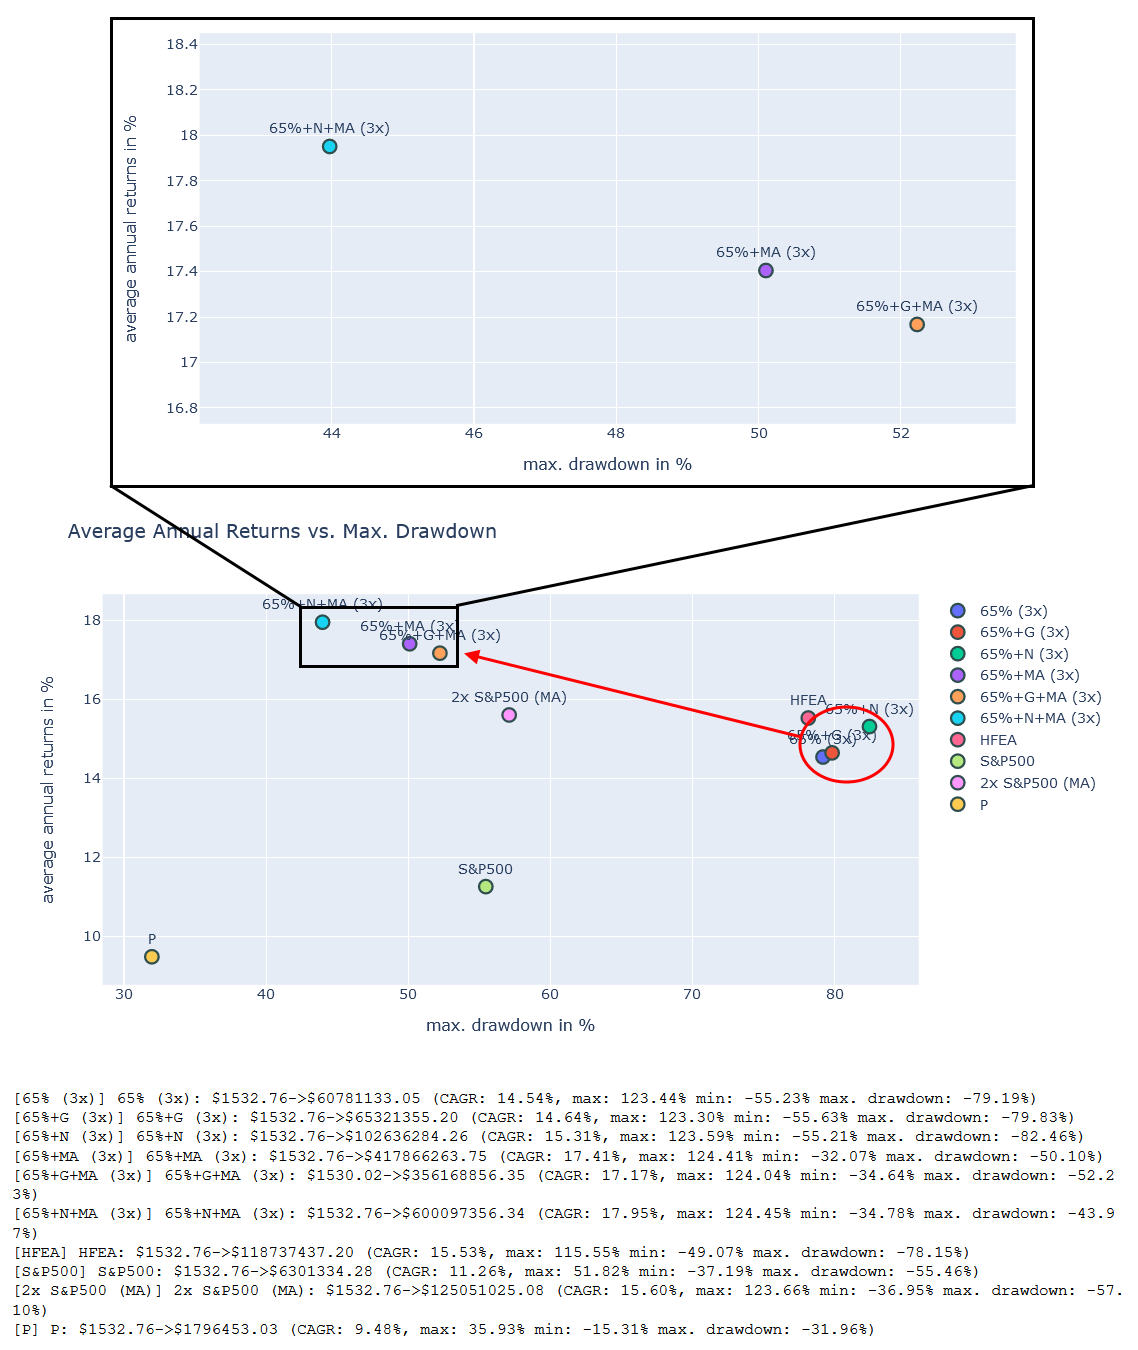 18.4
18.2
18
17.8
17.6
17.4
17.2
17
16.8
average annual returns in %
65%+N+MA (3x)
65%+MA (3x)
65%+G+MA (3x)
44
46
48
50
52
max. drawdown in %
Average Annual Returns vs. Max. Drawdown
18
16
14
12
10
average annual returns in %
65%+N+MA (3x)
65%+MA (3x)
65%+G+MA (3x)
2x S&P500 (MA)
HFEA
65%+N (3x)
65%+G (3x)
65% (3x)
S&P500
P
30
40
50
60
70
80
max. drawdown in %
65% (3x)
65%+G (3x)
65%+N (3x)
65%+MA (3x)
65%+G+MA (3x)
65%+N+MA (3x)
HFEA
S&P500
2x S&P500 (MA)
P
[65% (3x)] 65% (3x): $1532.76->$60781133.05 (CAGR: 14.54%, max: 123.44% min: -55.23% max. drawdown: -79.19%)
[65%+G (3x)] 65%+G (3x): $1532.76->$65321355.20 (CAGR: 14.64%, max: 123.30% min: -55.63% max. drawdown: -79.83%)
[65%+N (3x)] 65%+N (3x): $1532.76->$102636284.26 (CAGR: 15.31%, max: 123.59% min: -55.21% max. drawdown: -82.46%)
[65%+MA (3x)] 65%+MA (3x): $1532.76->$417866263.75 (CAGR: 17.41%, max: 124.41% min: -32.07% max. drawdown: -50.10%)
[65%+G+MA (3x)] 65%+G+MA (3x): $1530.02->$356168856.35 (CAGR: 17.17%, max: 124.04% min: -34.64% max. drawdown: -52.2
3%)
[65%+N+MA (3x)] 65%+N+MA (3x): $1532.76->$600097356.34 (CAGR: 17.95%, max: 124.45% min: -34.78% max. drawdown: -43.9
7%)
[HFEA] HFEA: $1532.76->$118737437.20 (CAGR: 15.53%, max: 115.55% min: -49.07% max. drawdown: -78.15%)
[S&P500] S&P500: $1532.76->$6301334.28 (CAGR: 11.26%, max: 51.82% min: -37.19% max. drawdown: -55.46%)
[2x S&P500 (MA)] 2x S&P500 (MA): $1532.76->$125051025.08 (CAGR: 15.60%, max: 123.66% min: -36.95% max. drawdown: -57.
10%)
[P] P: $1532.76->$1796453.03 (CAGR: 9.48%, max: 35.93% min: -15.31% max. drawdown: -31.96%)